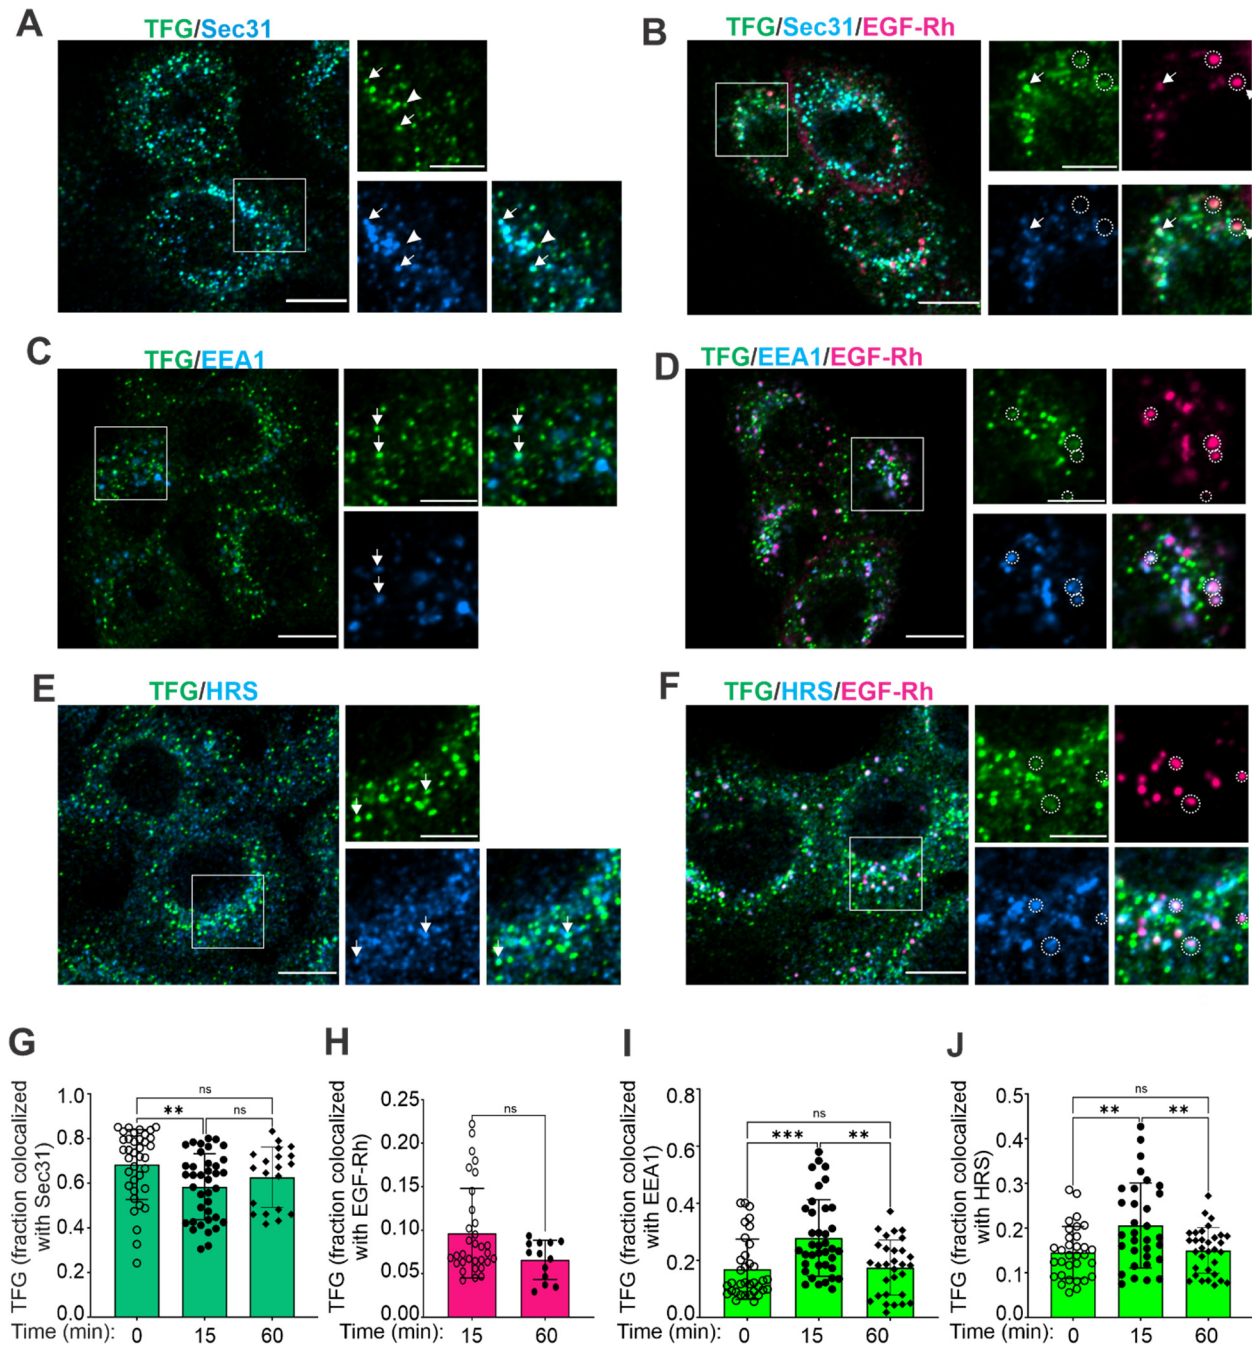 A
TFG/Sec31
B
TFG/Sec31/EGF-Rh
C
TFG/EEA1
D
TFG/EEA1/EGF-Rh
E
TFG/HRS
F
TFG/HRS/EGF-Rh
G
TFG (fraction colocalized
with Sec31)
1.0
0.8
0.6
0.4
0.2
0.0
ns
** ns
Time (min): 0 15 60
H
TFG (fraction colocalized
with EGF-Rh)
0.25
0.20
0.15
0.10
0.05
0.00
ns
Time (min): 15 60
I
TFG (fraction colocalized
with EEA1)
0.8
0.6
0.4
0.2
0.0
ns
*** **
Time (min): 0 15 60
J
TFG (fraction colocalized
with HRS)
0.5
0.4
0.3
0.2
0.1
0.0
ns
** **
Time (min): 0 15 60